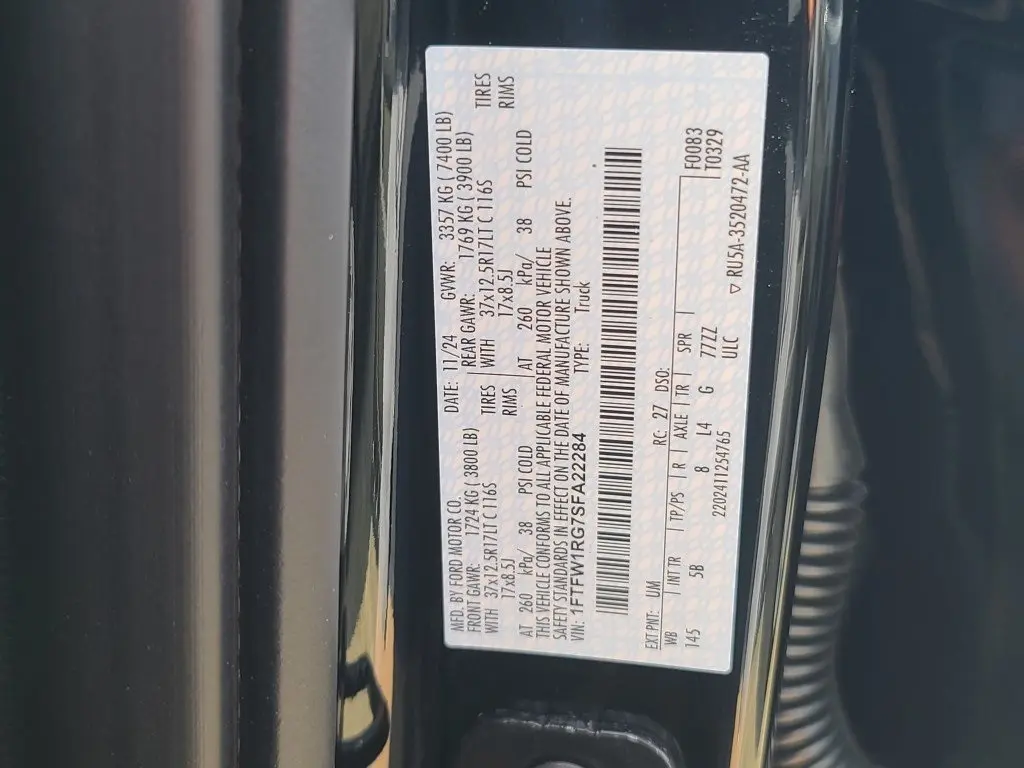 MFD. BY FORD MOTOR CO. DATE: 11/24 GVWR: 3357 KG ( 7400 LB)
FRONT GAWR: 1724 KG ( 3800 LB) REAR GAWR: 1769 KG ( 3900 LB)
WITH 37x12.5R17LT C 116S TIRES WITH 37x12.5R17LT C 116S TIRES
17x8.5J RIMS 17x8.5J RIMS
AT 260 kPa/ 38 PSI COLD AT 260 kPa/ 38 PSI COLD
THIS VEHICLE CONFORMS TO ALL APPLICABLE FEDERAL MOTOR VEHICLE
SAFETY STANDARDS IN EFFECT ON THE DATE OF MANUFACTURE SHOWN ABOVE.
VIN: 1FTFW1RG7SFA22284 TYPE: Truck
EXT PNT: UM RC: 27 DSO: F0083
WB INT TR TP/PS R AXLE TR SPR T0329
145 5B 8 L4 G 77ZZ
2202411254765 ULC
▽ RU5A-3520472-AA